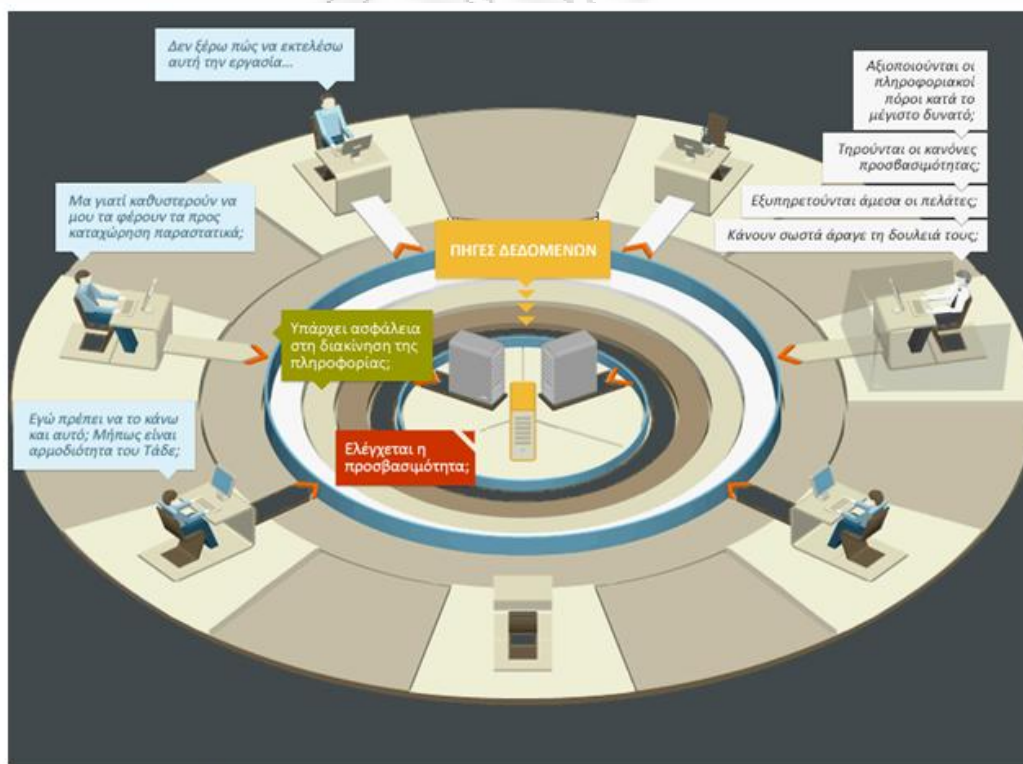 Δεν ξέρω πώς να εκτελέσω
αυτή την εργασία...
Αξιοποιούνται οι
πληροφοριακοί
πόροι κατά το
μέγιστο δυνατό;
Τηρούνται οι κανόνες
προσβασιμότητας;
Μα γιατί καθυστερούν να
μου τα φέρουν τα προς
καταχώρηση παραστατικά;
Εξυπηρετούνται άμεσα οι πελάτες;
Κάνουν σωστά άραγε τη δουλειά τους;
ΠΗΓΕΣ ΔΕΔΟΜΕΝΩΝ
Υπάρχει ασφάλεια
στη διακίνηση της
πληροφορίας;
Εγώ πρέπει να το κάνω
και αυτό; Μήπως είναι
αρμοδιότητα του Τάδε;
Ελέγχεται η
προσβασιμότητα;